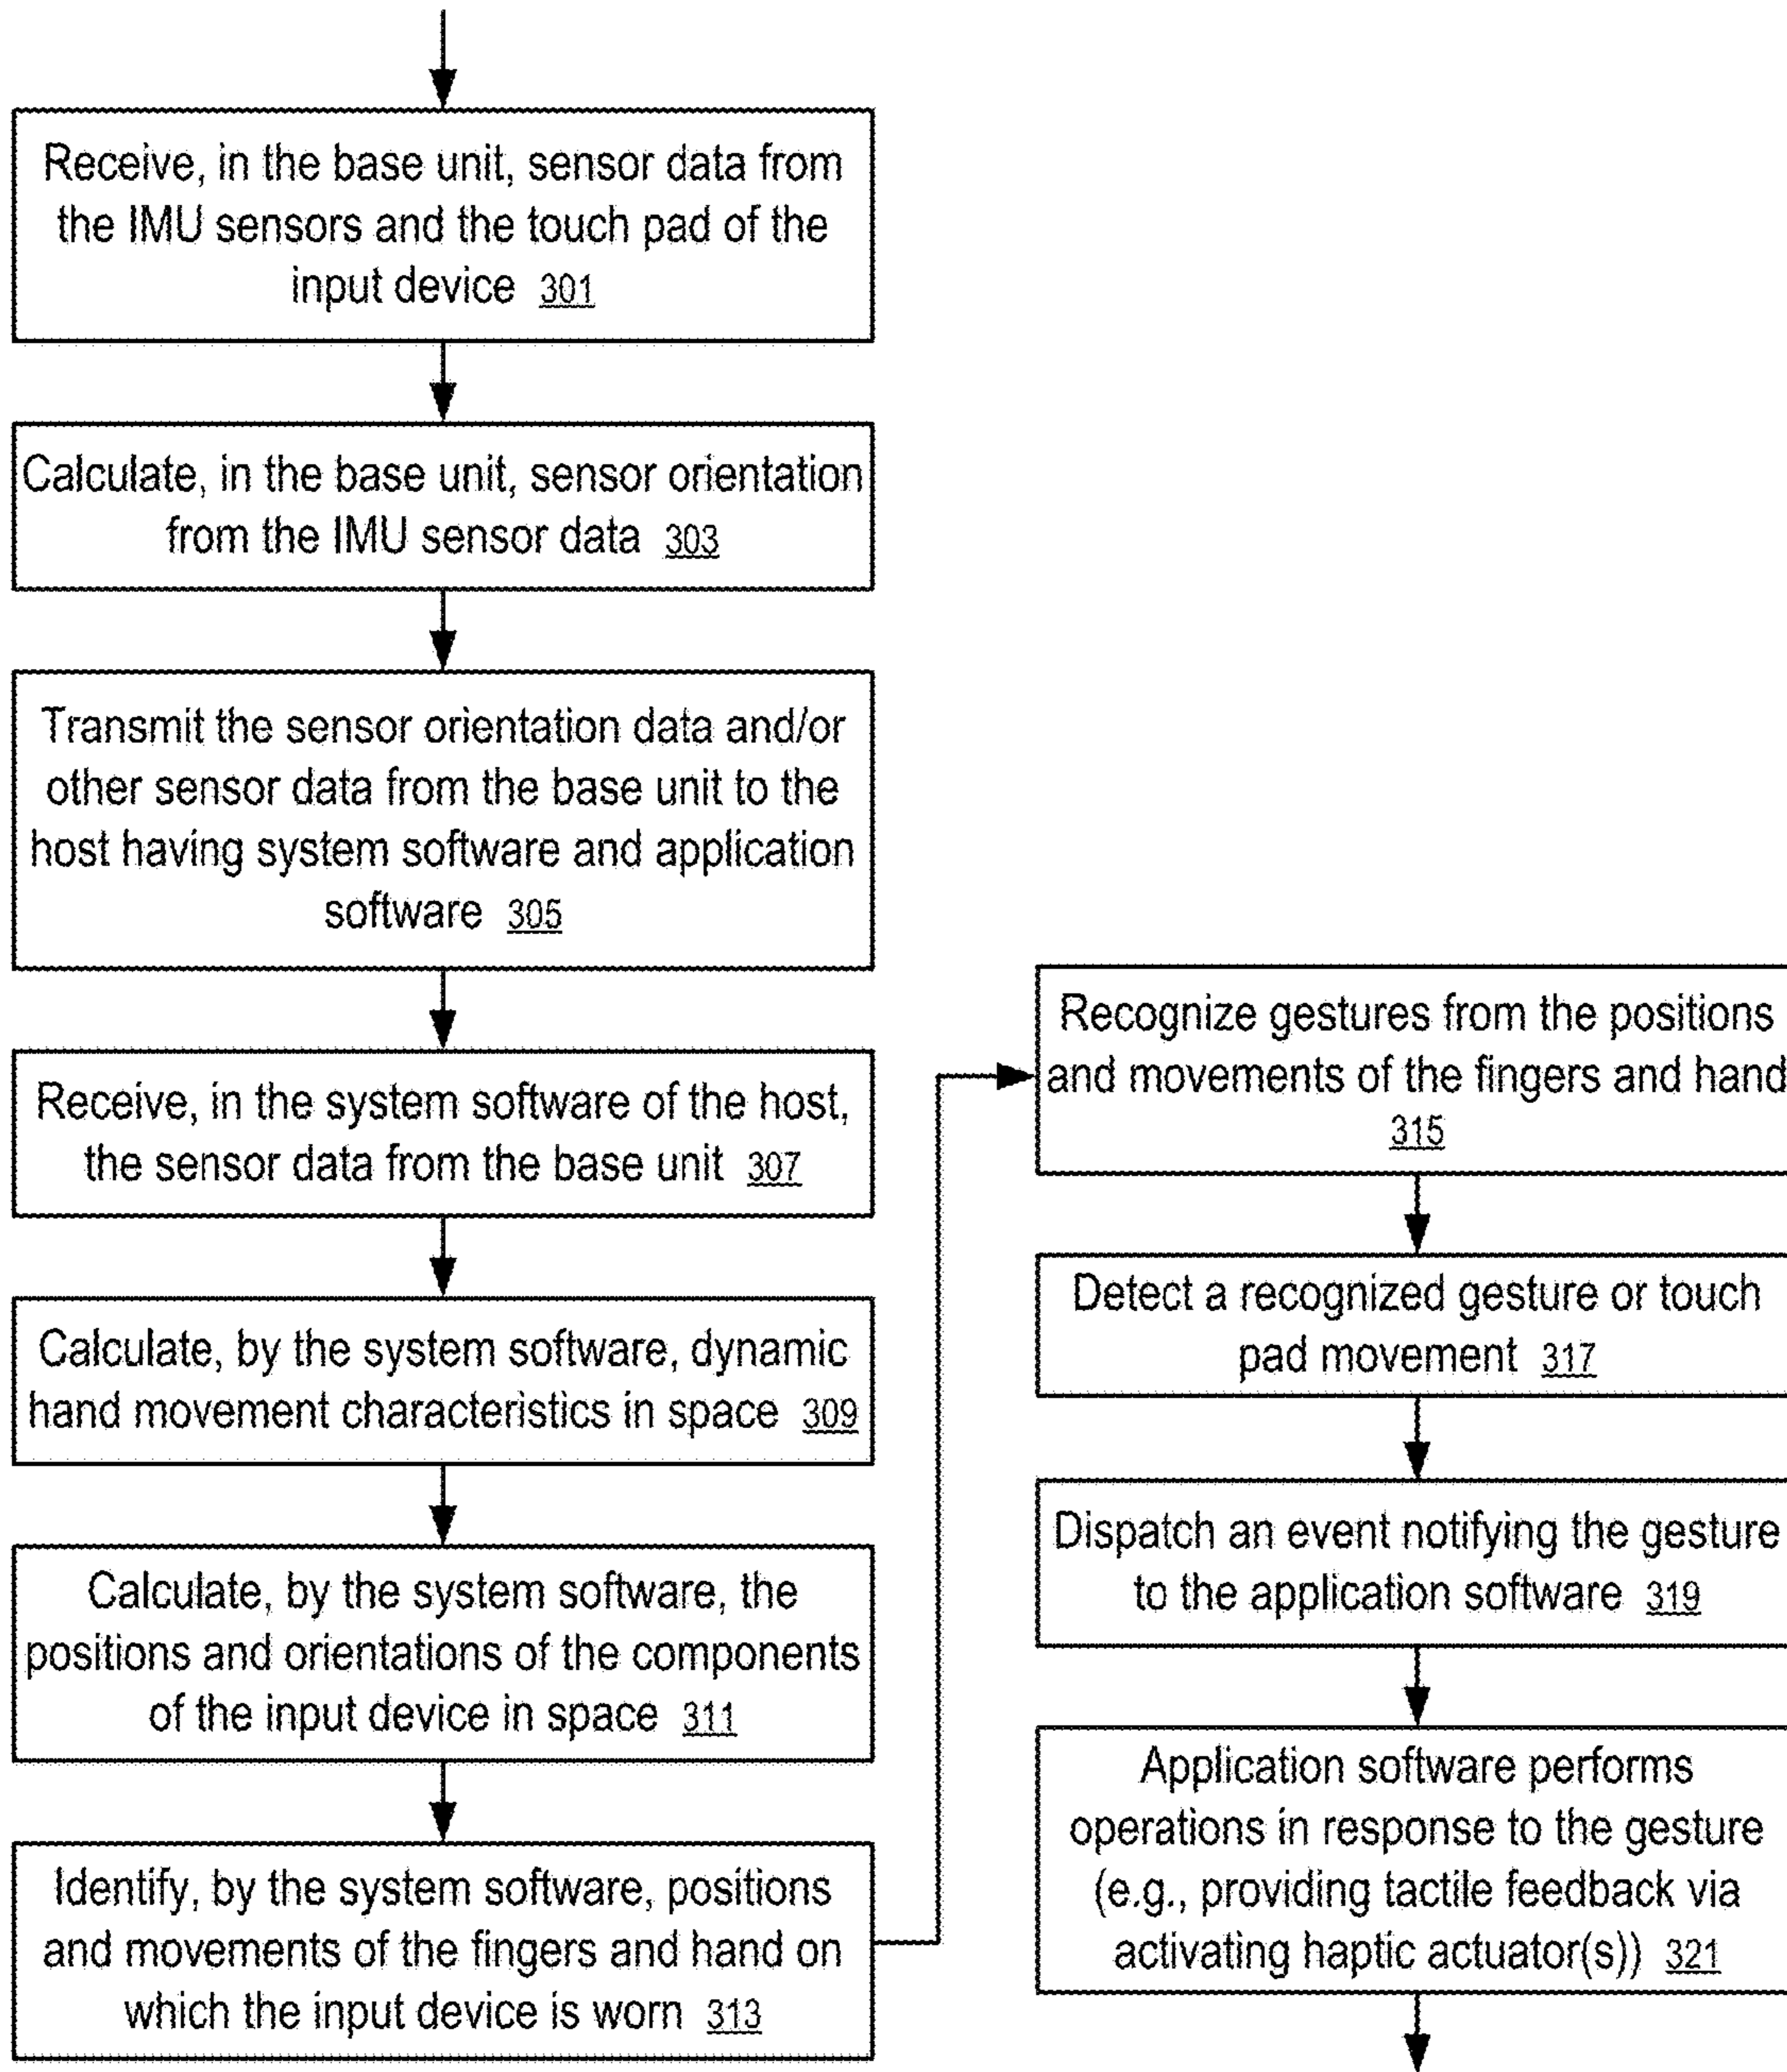 Receive, in the base unit, sensor data from
the IMU sensors and the touch pad of the
input device 301
Calculate, in the base unit, sensor orientation
from the IMU sensor data 303
Transmit the sensor orientation data and/or
other sensor data from the base unit to the
host having system software and application
software 305
Receive, in the system software of the host,
the sensor data from the base unit 307
Calculate, by the system software, dynamic
hand movement characteristics in space 309
Calculate, by the system software, the
positions and orientations of the components
of the input device in space 311
Identify, by the system software, positions
and movements of the fingers and hand on
which the input device is worn 313
Recognize gestures from the positions
and movements of the fingers and hand
315
Detect a recognized gesture or touch
pad movement 317
Dispatch an event notifying the gesture
to the application software 319
Application software performs
operations in response to the gesture
(e.g., providing tactile feedback via
activating haptic actuator(s)) 321